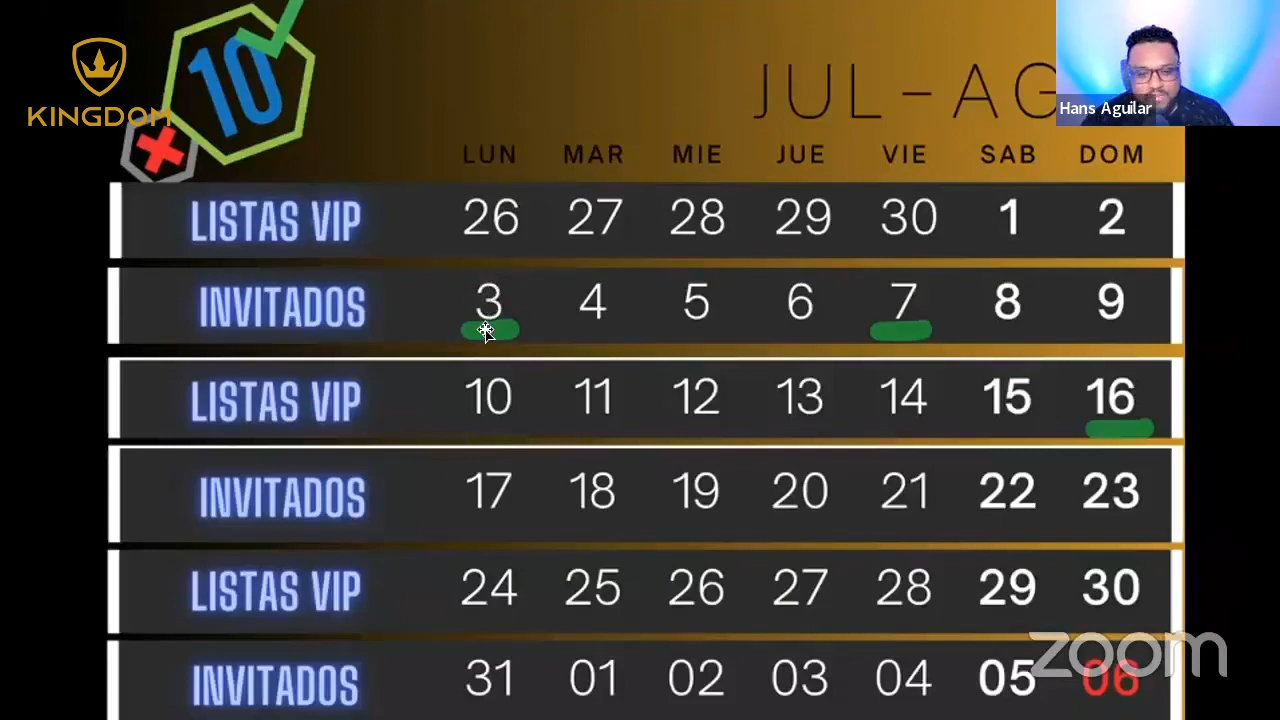 KINGDOM
10
JUL-AG
Hans Aguilar
LUN MAR MIE JUE VIE SAB DOM
LISTAS VIP 26 27 28 29 30 1 2
INVITADOS 3 4 5 6 7 8 9
LISTAS VIP 10 11 12 13 14 15 16
INVITADOS 17 18 19 20 21 22 23
LISTAS VIP 24 25 26 27 28 29 30
INVITADOS 31 01 02 03 04 05 06
zoom